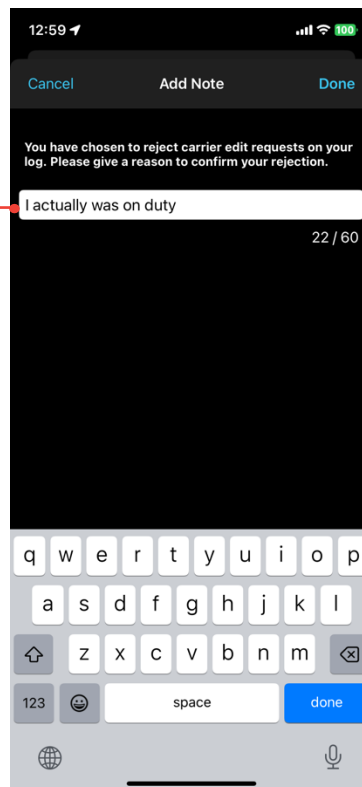 12:59
100
Cancel Add Note Done
You have chosen to reject carrier edit requests on your
log. Please give a reason to confirm your rejection.
I actually was on duty
22 / 60
q w e r t y u i o p
a s d f g h j k l
z x c v b n m
123 space done